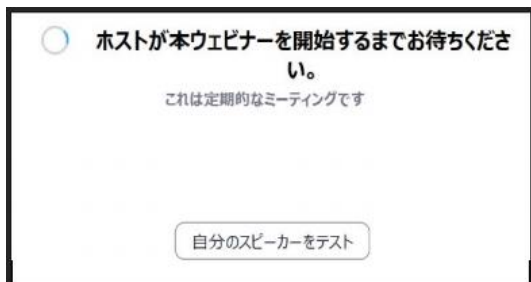 ホストが本ウェビナーを開始するまでお待ちくださ
い。
これは定期的なミーティングです
自分のスピーカーをテスト